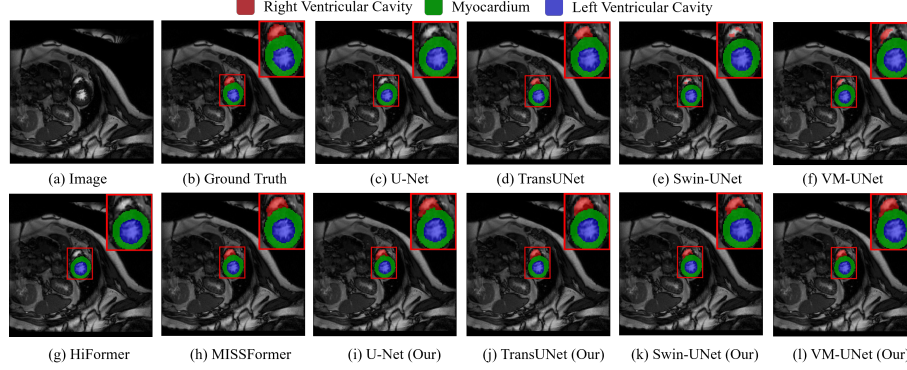 Right Ventricular Cavity Myocardium Left Ventricular Cavity
(a) Image (b) Ground Truth (c) U-Net (d) TransUNet (e) Swin-UNet (f) VM-UNet
(g) HiFormer (h) MISSFormer (i) U-Net (Our) (j) TransUNet (Our) (k) Swin-UNet (Our) (l) VM-UNet (Our)